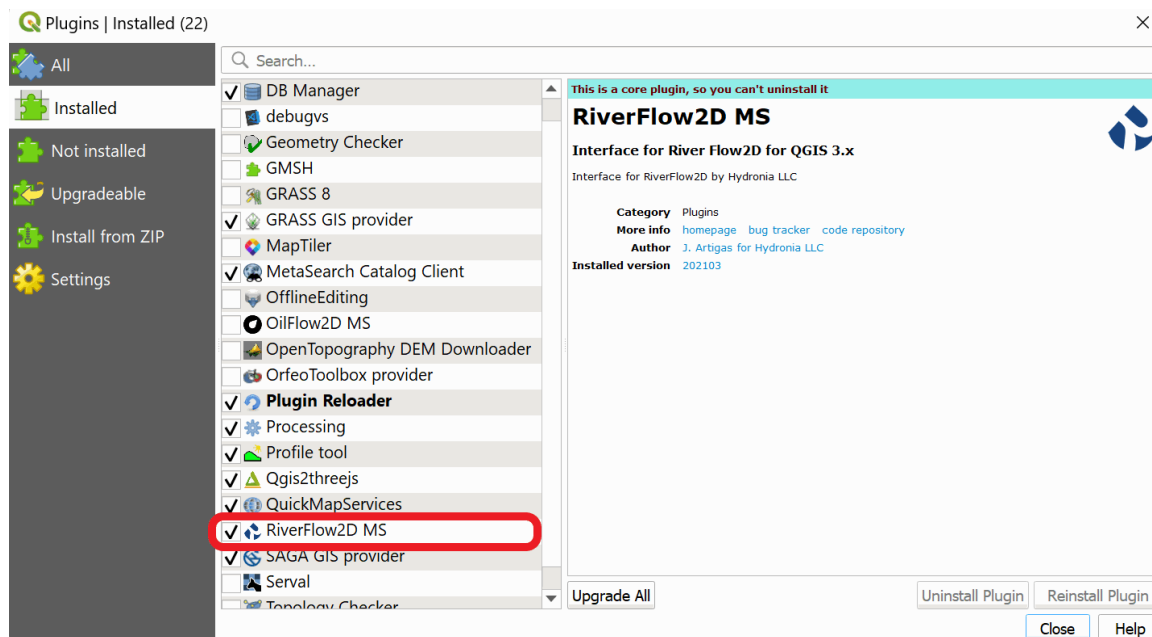 Plugins | Installed (22)
All
Installed
Not installed
Upgradeable
Install from ZIP
Settings
Search...
DB Manager
debugvs
Geometry Checker
GMSH
GRASS 8
GRASS GIS provider
MapTiler
MetaSearch Catalog Client
OfflineEditing
OilFlow2D MS
OpenTopography DEM Downloader
OrfeoToolbox provider
Plugin Reloader
Processing
Profile tool
Qgis2threejs
QuickMapServices
RiverFlow2D MS
SAGA GIS provider
Serval
Topology Checker
This is a core plugin, so you can't uninstall it
RiverFlow2D MS
Interface for River Flow2D for QGIS 3.x
Interface for RiverFlow2D by Hydronia LLC
Category Plugins
More info homepage bug tracker code repository
Author J. Artigas for Hydronia LLC
Installed version 202103
Upgrade All
Uninstall Plugin
Reinstall Plugin
Close
Help